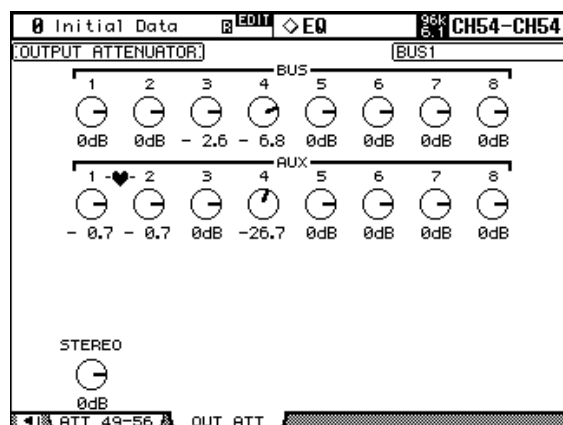 0 Initial Data R EDIT ◇EQ 96k 6.1 CH54-CH54
OUTPUT ATTENUATOR BUS1
BUS
1 2 3 4 5 6 7 8
0dB 0dB - 2.6 - 6.8 0dB 0dB 0dB 0dB
AUX
1 -♥- 2 3 4 5 6 7 8
- 0.7 - 0.7 0dB -26.7 0dB 0dB 0dB 0dB
STEREO
0dB
ATT 49-56 OUT ATT